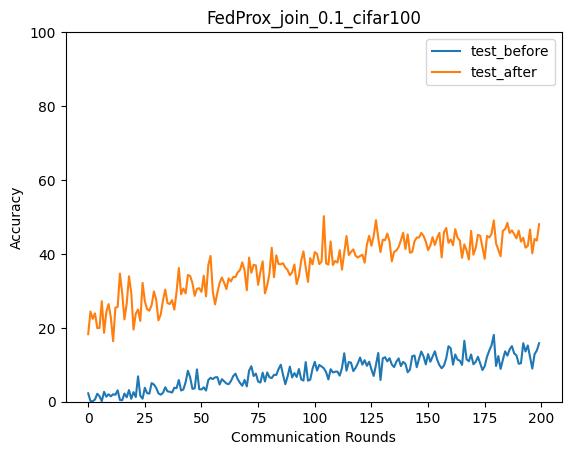 FedProx_join_0.1_cifar100
100
80
60
40
20
0
Accuracy
test_before
test_after
0 25 50 75 100 125 150 175 200
Communication Rounds